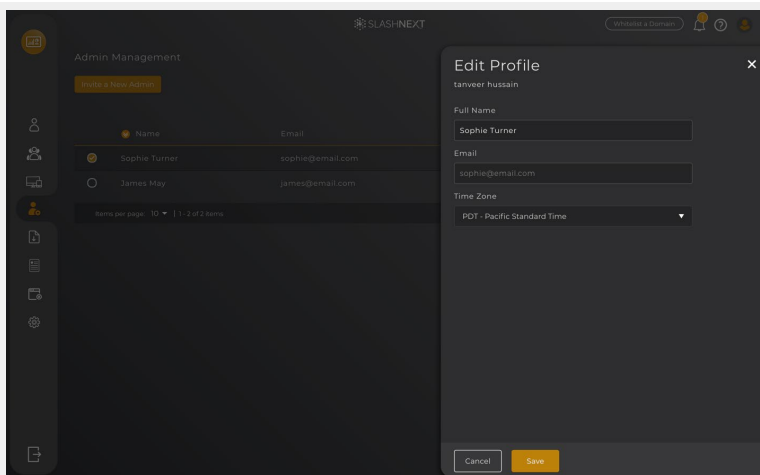 SLASHNEXT
Whitelist a Domain
Admin Management
Invite a New Admin
Name Email
Sophie Turner sophie@email.com
James May james@email.com
Items per page: 10 | 1 - 2 of 2 items
Edit Profile
tanveer hussain
Full Name
Sophie Turner
Email
sophie@email.com
Time Zone
PDT - Pacific Standard Time
Cancel Save